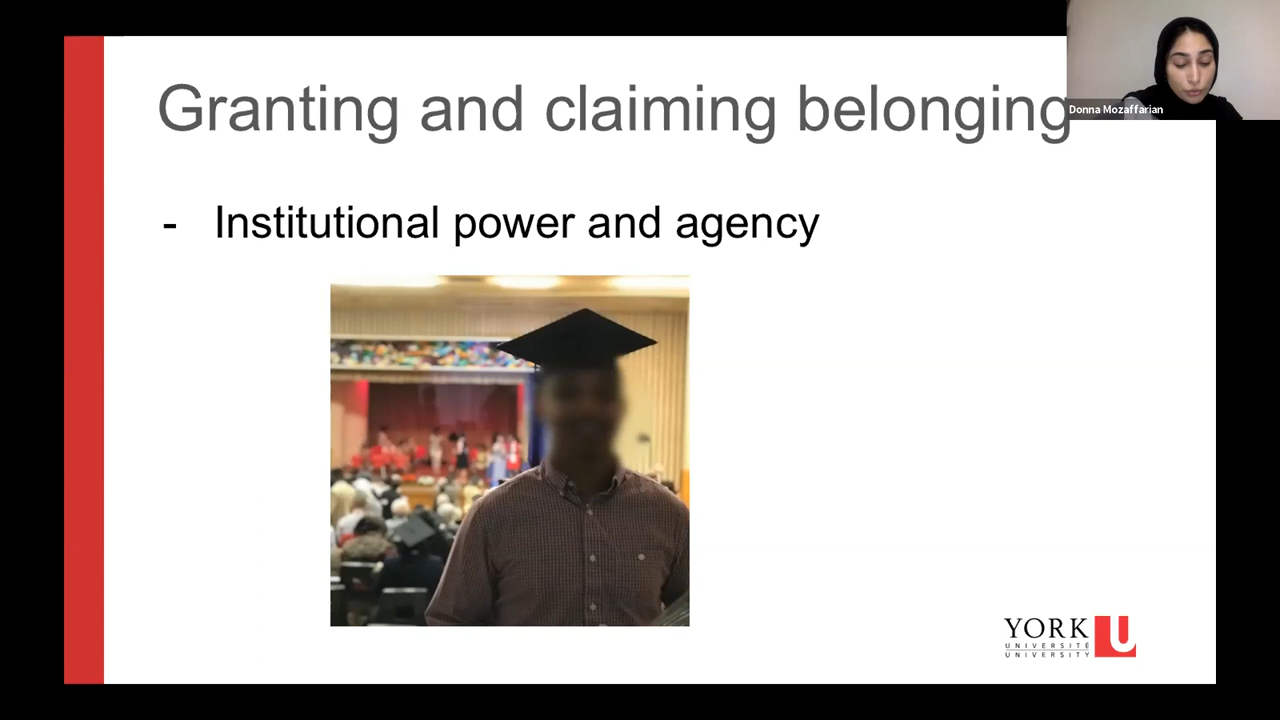 Granting and claiming belonging
Donna Mozaffarian
- Institutional power and agency
YORK U
UNIVERSITÉ
UNIVERSITY